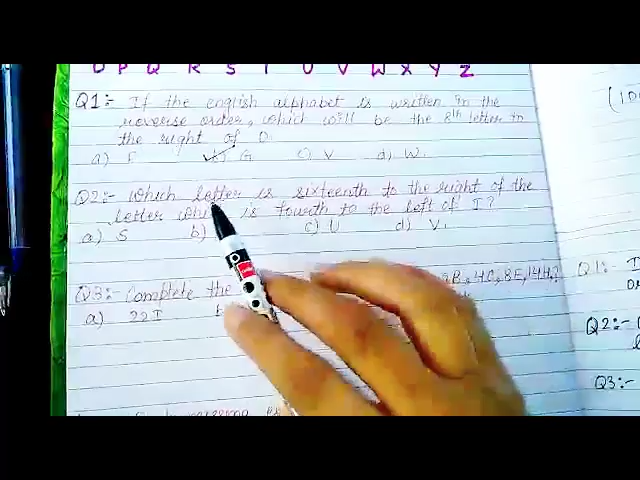 O P Q R S T U V W X Y Z
Q1:- If the english alphabet is written in the
reverse order, which will be the 8th letter to
the right of O.
a) F b) G c) V d) W.
Q2:- Which letter is sixteenth to the right of the
letter whi is fourth to the left of I?
a) S b) c) U d) V.
Q3:- Complete the 2B, 4C, 8E, 14H,?
a) 22I
(10
Q1:- I
Q2:-
Q3:-